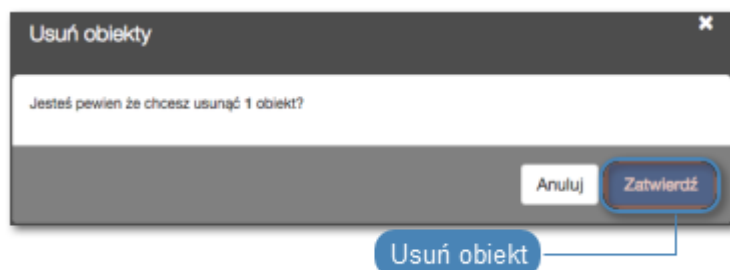 Usuń obiekty
Jesteś pewien że chcesz usunąć 1 obiekt?
Anuluj
Zatwierdź
Usuń obiekt